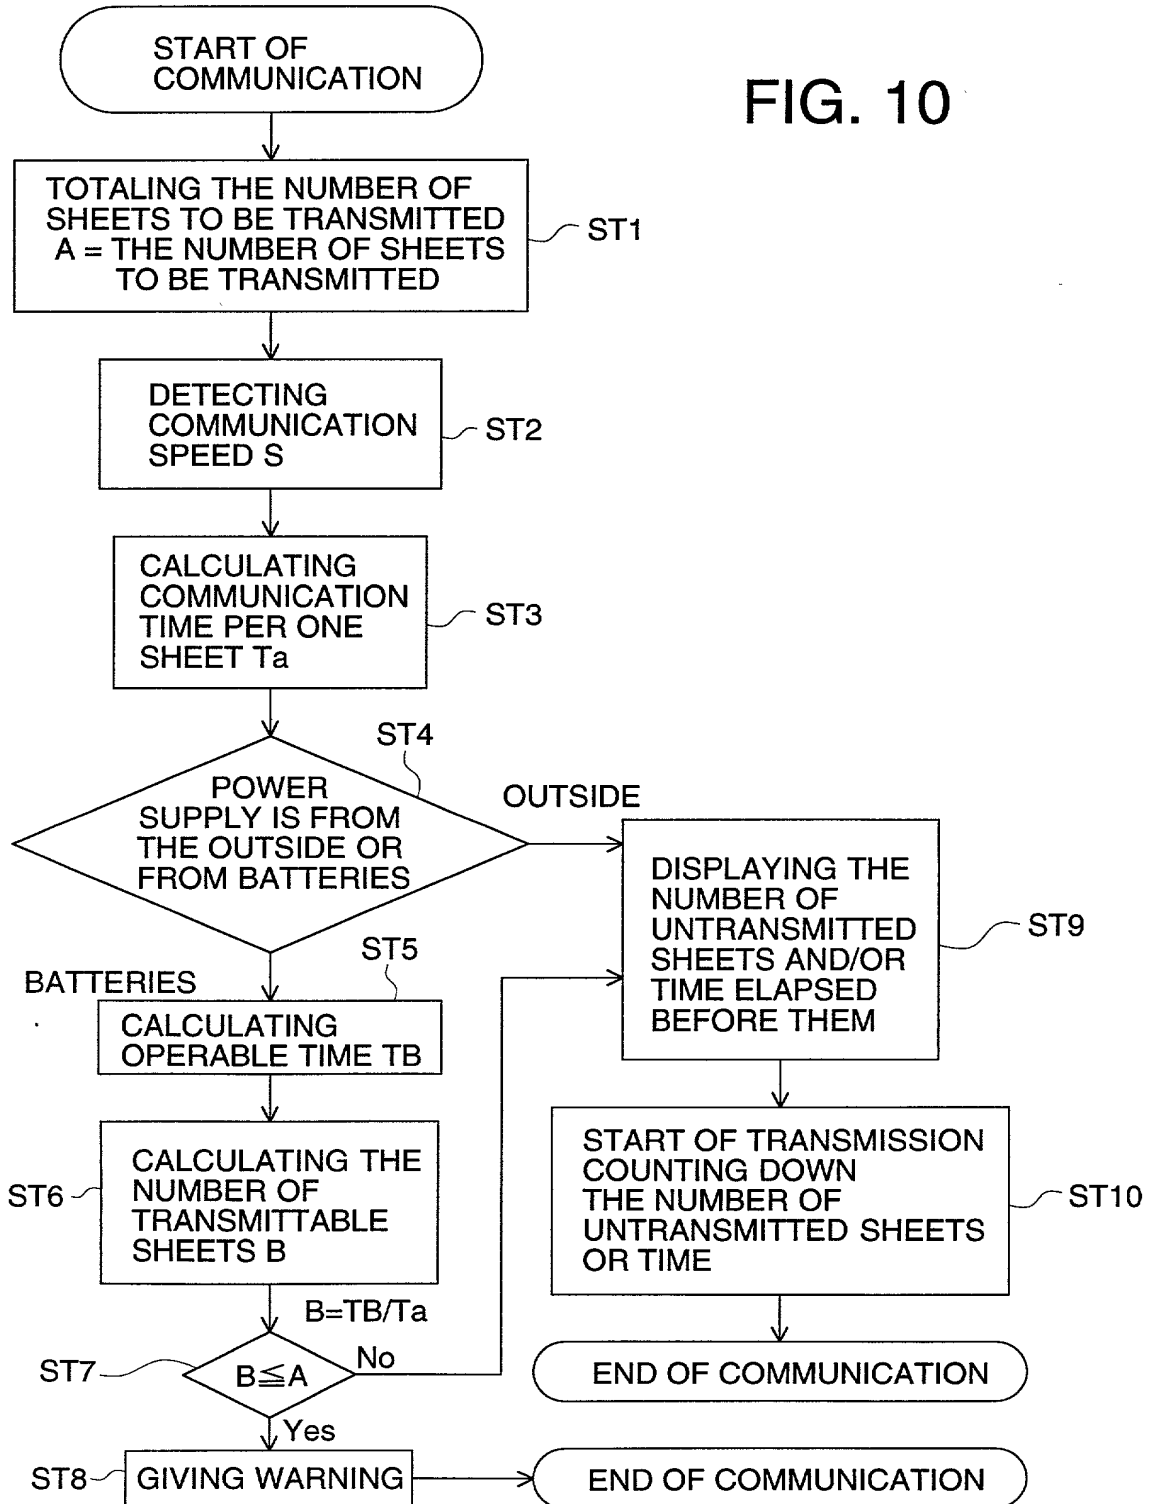 START OF
COMMUNICATION
FIG. 10
TOTALING THE NUMBER OF
SHEETS TO BE TRANSMITTED
A = THE NUMBER OF SHEETS
TO BE TRANSMITTED
ST1
DETECTING
COMMUNICATION
SPEED S
ST2
CALCULATING
COMMUNICATION
TIME PER ONE
SHEET Ta
ST3
ST4
POWER
SUPPLY IS FROM
THE OUTSIDE OR
FROM BATTERIES
OUTSIDE
BATTERIES
ST5
CALCULATING
OPERABLE TIME TB
ST6
CALCULATING THE
NUMBER OF
TRANSMITTABLE
SHEETS B
B=TB/Ta
ST7
B≦A
No
Yes
ST8
GIVING WARNING
END OF COMMUNICATION
DISPLAYING THE
NUMBER OF
UNTRANSMITTED
SHEETS AND/OR
TIME ELAPSED
BEFORE THEM
ST9
START OF TRANSMISSION
COUNTING DOWN
THE NUMBER OF
UNTRANSMITTED SHEETS
OR TIME
ST10
END OF COMMUNICATION